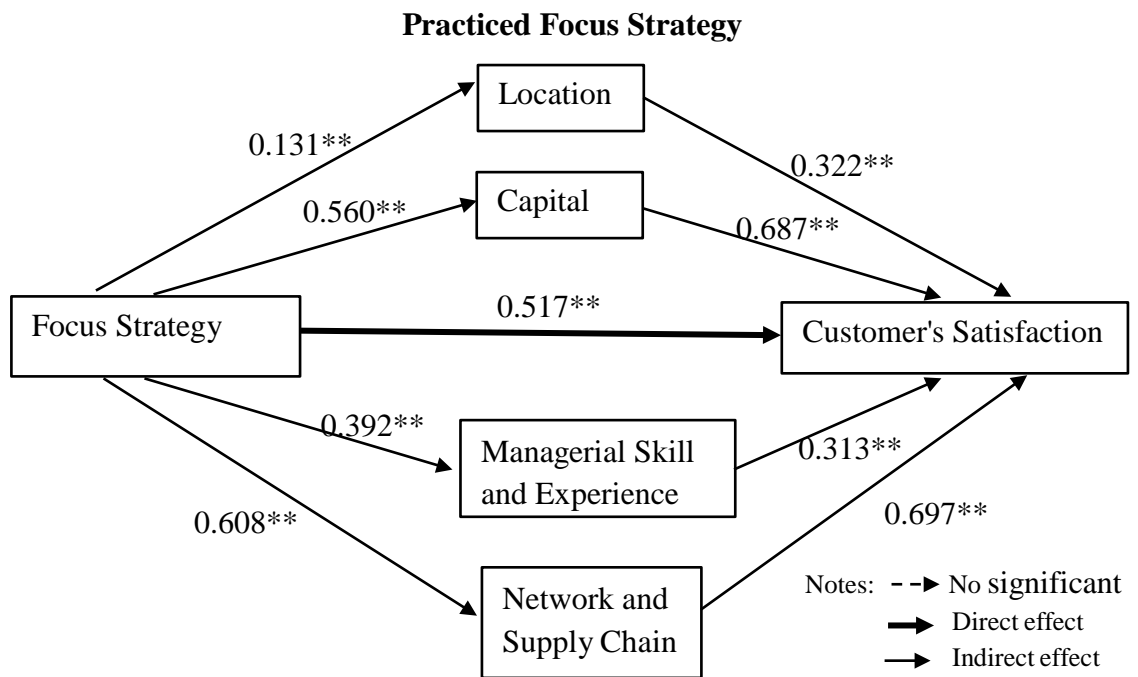 Practiced Focus Strategy
Location
0.131**
0.322**
Capital
0.560**
0.687**
Focus Strategy
0.517**
Customer's Satisfaction
0.392**
Managerial Skill
and Experience
0.313**
0.608**
0.697**
Network and
Supply Chain
Notes: No significant
Direct effect
Indirect effect